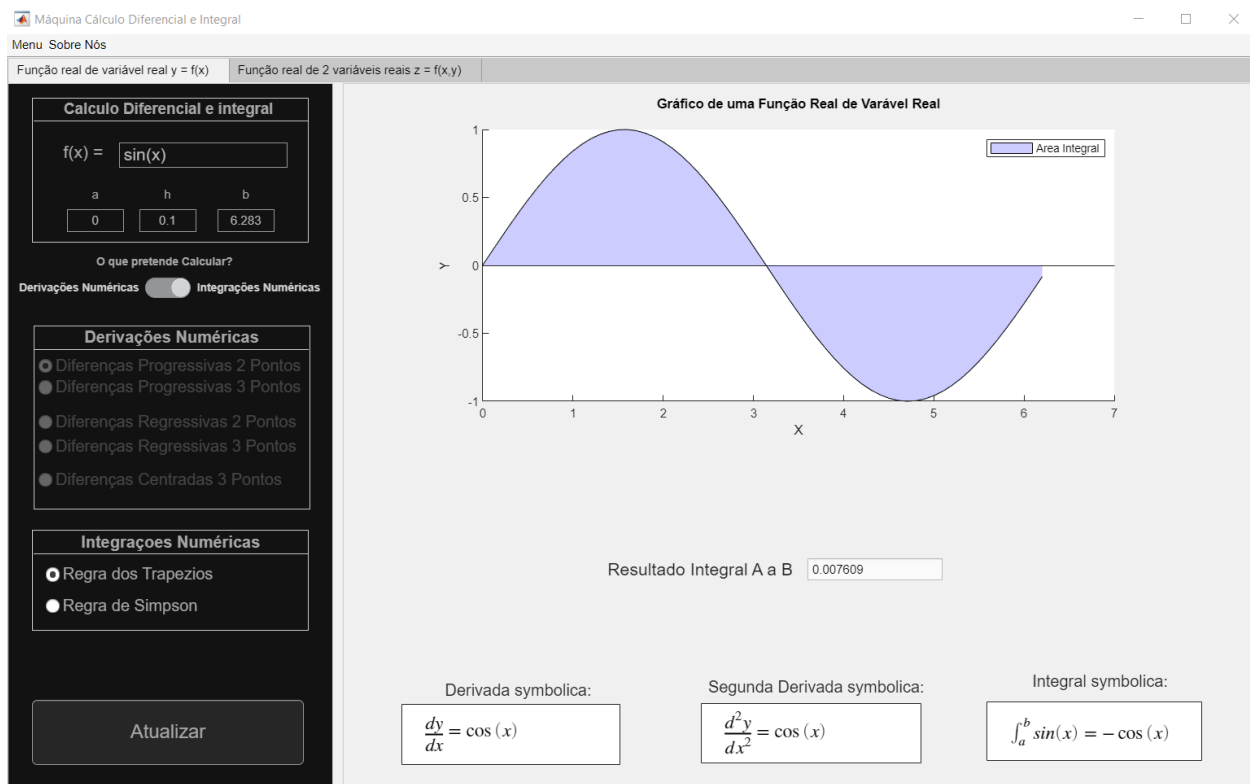 Máquina Cálculo Diferencial e Integral
Menu Sobre Nós
Função real de variável real y = f(x)
Função real de 2 variáveis reais z = f(x,y)
Calculo Diferencial e integral
f(x) = sin(x)
a h b
0 0.1 6.283
O que pretende Calcular?
Derivações Numéricas Integrações Numéricas
Derivações Numéricas
Diferenças Progressivas 2 Pontos
Diferenças Progressivas 3 Pontos
Diferenças Regressivas 2 Pontos
Diferenças Regressivas 3 Pontos
Diferenças Centradas 3 Pontos
Integraçoes Numéricas
Regra dos Trapezios
Regra de Simpson
Atualizar
Gráfico de uma Função Real de Varável Real
Area Integral
1
0.5
0
-0.5
-1
Y
0 1 2 3 4 5 6 7
X
Resultado Integral A a B 0.007609
Derivada symbolica:
dy/dx = cos (x)
Segunda Derivada symbolica:
d²y/dx² = cos (x)
Integral symbolica:
∫ₐᵇ sin(x) = − cos (x)